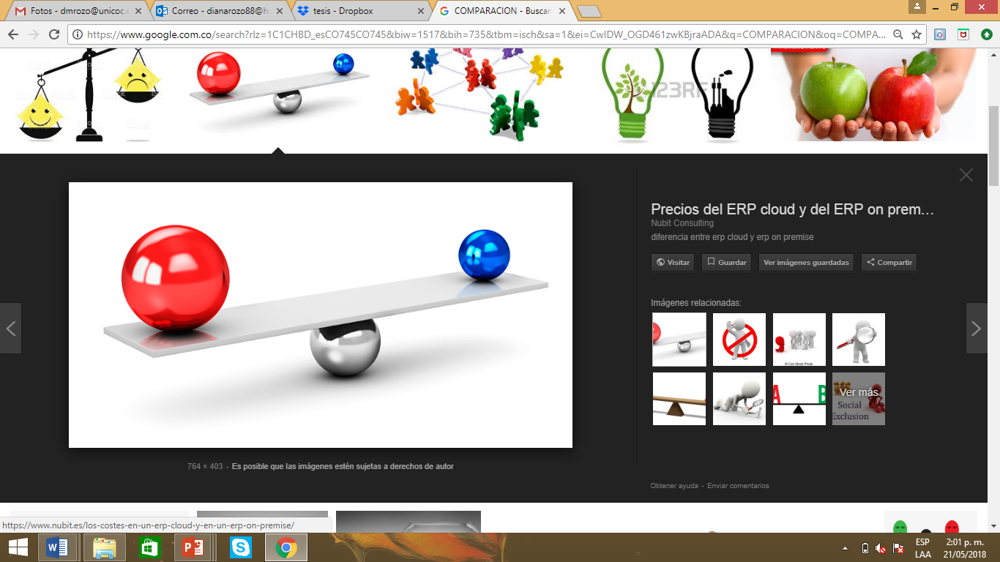 Fotos - dmrozo@unicoc.e
Correo - dianarozo88@ho
tesis - Dropbox
COMPARACION - Buscar
https://www.google.com.co/search?rlz=1C1CHBD_esCO745CO745&biw=1517&bih=735&tbm=isch&sa=1&ei=CwIDW_OGD461zwKBjraADA&q=COMPARACION&oq=COMPA...
123RF
Precios del ERP cloud y del ERP on prem...
Nubit Consulting
diferencia entre erp cloud y erp on premise
Visitar
Guardar
Ver imágenes guardadas
Compartir
Imágenes relacionadas:
© Can Stock Photo
A B
Ver más
Social
Exclusion
764 × 403 - Es posible que las imágenes estén sujetas a derechos de autor
Obtener ayuda - Enviar comentarios
https://www.nubit.es/los-costes-en-un-erp-cloud-y-en-un-erp-on-premise/
ESP
LAA
2:01 p. m.
21/05/2018